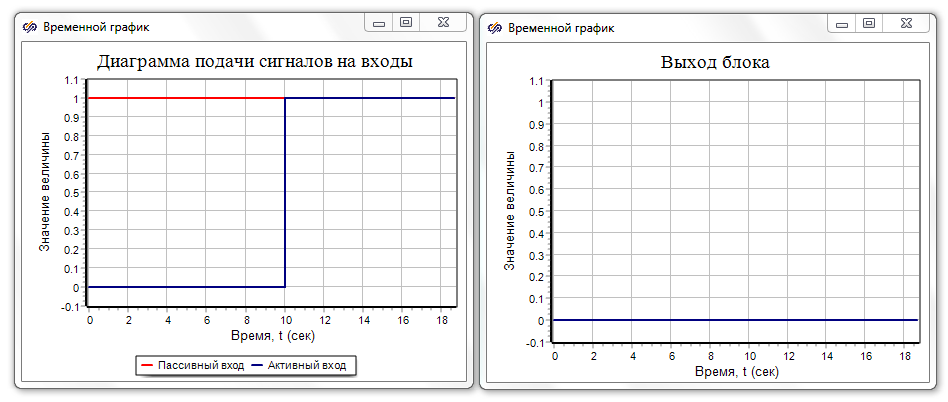 Временной график
Диаграмма подачи сигналов на входы
Значение величины
1.1
1
0.9
0.8
0.7
0.6
0.5
0.4
0.3
0.2
0.1
0
-0.1
0 2 4 6 8 10 12 14 16 18
Время, t (сек)
Пассивный вход Активный вход
Временной график
Выход блока
Значение величины
1.1
1
0.9
0.8
0.7
0.6
0.5
0.4
0.3
0.2
0.1
0
-0.1
0 2 4 6 8 10 12 14 16 18
Время, t (сек)